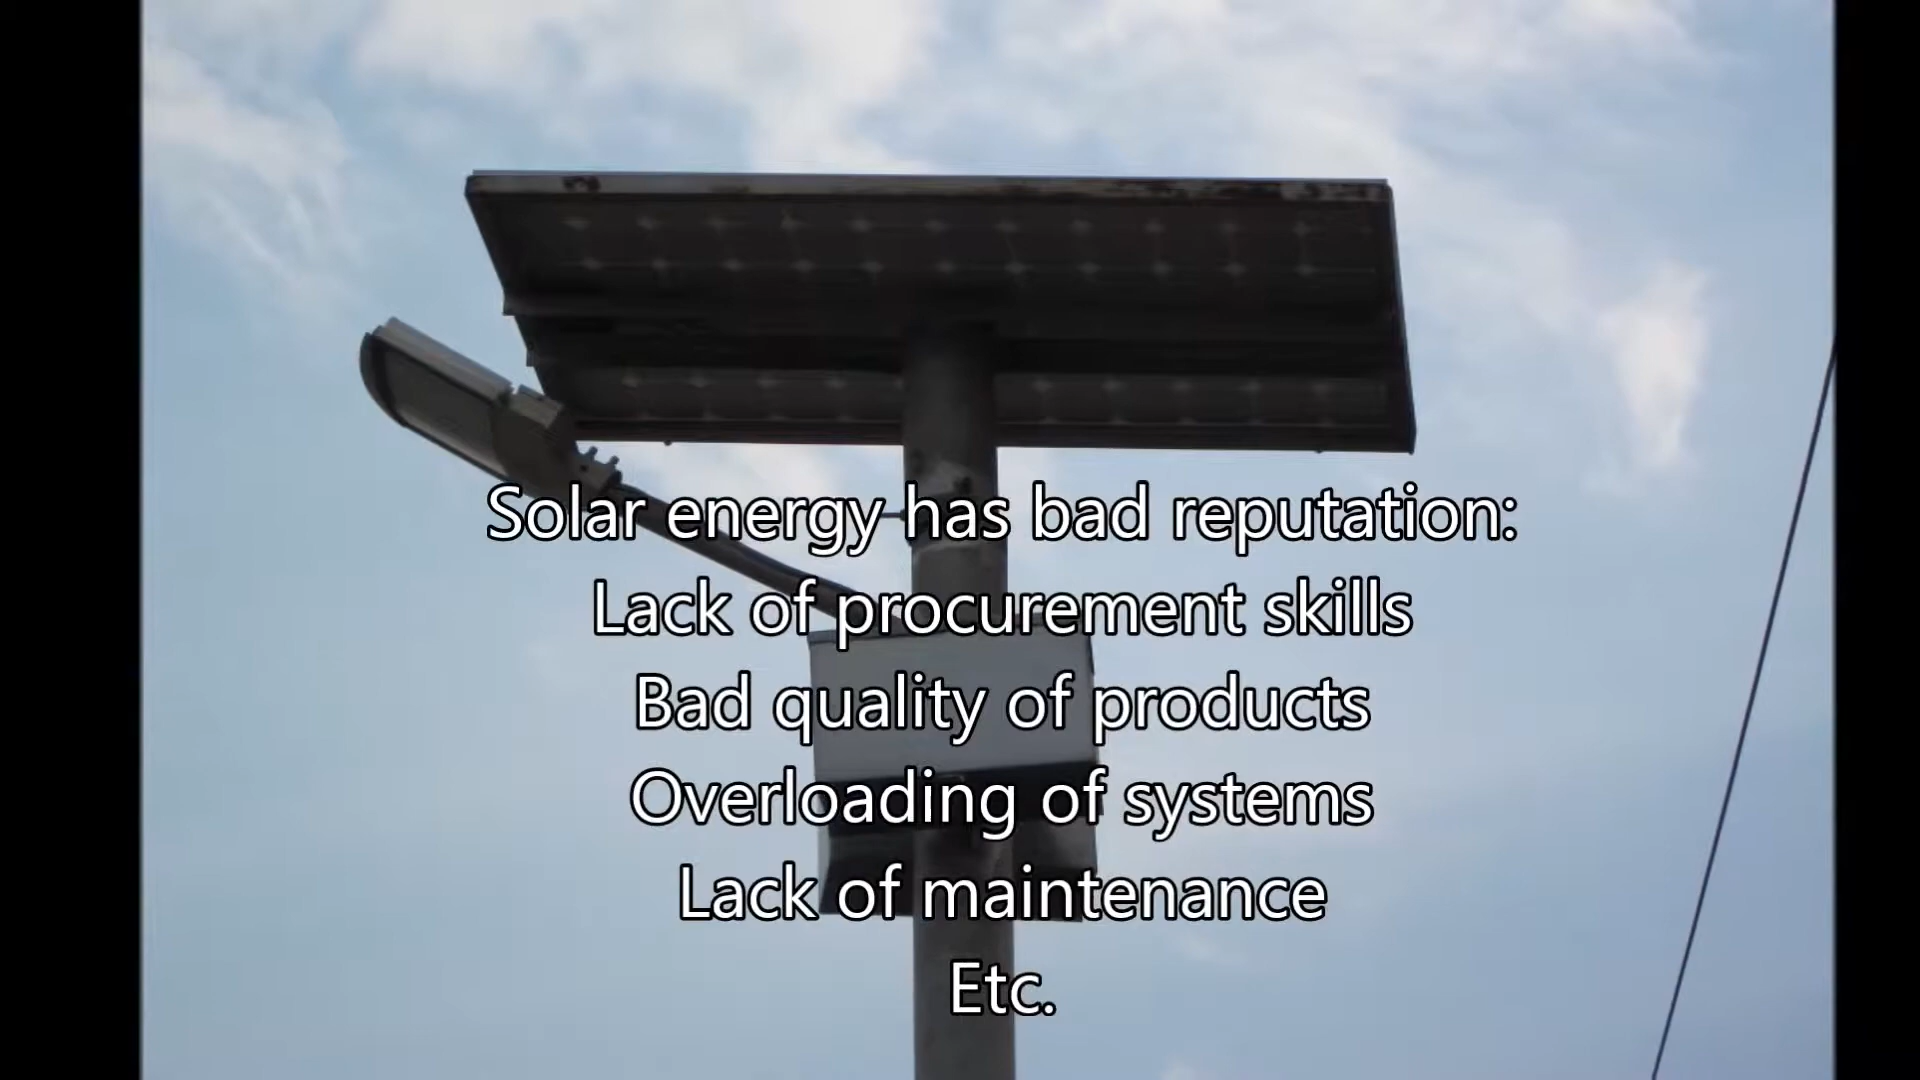 Solar energy has bad reputation:
Lack of procurement skills
Bad quality of products
Overloading of systems
Lack of maintenance
Etc.